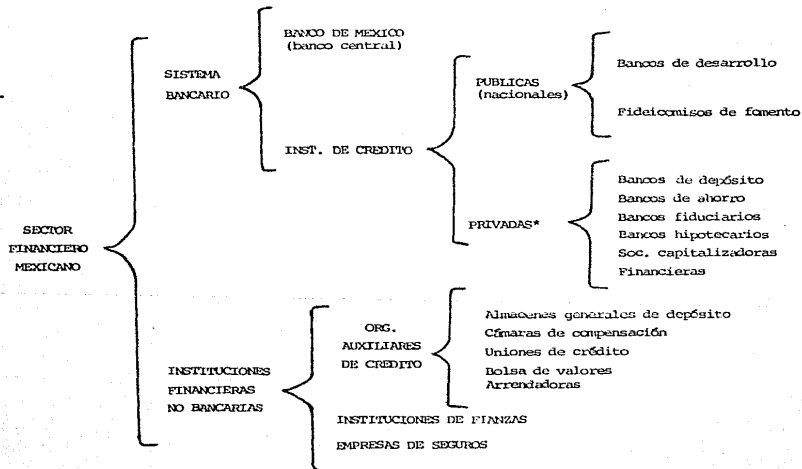 BANCO DE MEXICO
(banco central)
SISTEMA
BANCARIO
PUBLICAS
(nacionales)
Bancos de desarrollo
Fideicomisos de fomento
INST. DE CREDITO
PRIVADAS*
Bancos de depósito
Bancos de ahorro
Bancos fiduciarios
Bancos hipotecarios
Soc. capitalizadoras
Financieras
SECTOR
FINANCIERO
MEXICANO
ORG.
AUXILIARES
DE CREDITO
Almacenes generales de depósito
Cámaras de compensación
Uniones de crédito
Bolsa de valores
Arrendadoras
INSTITUCIONES
FINANCIERAS
NO BANCARIAS
INSTITUCIONES DE FIANZAS
EMPRESAS DE SEGUROS